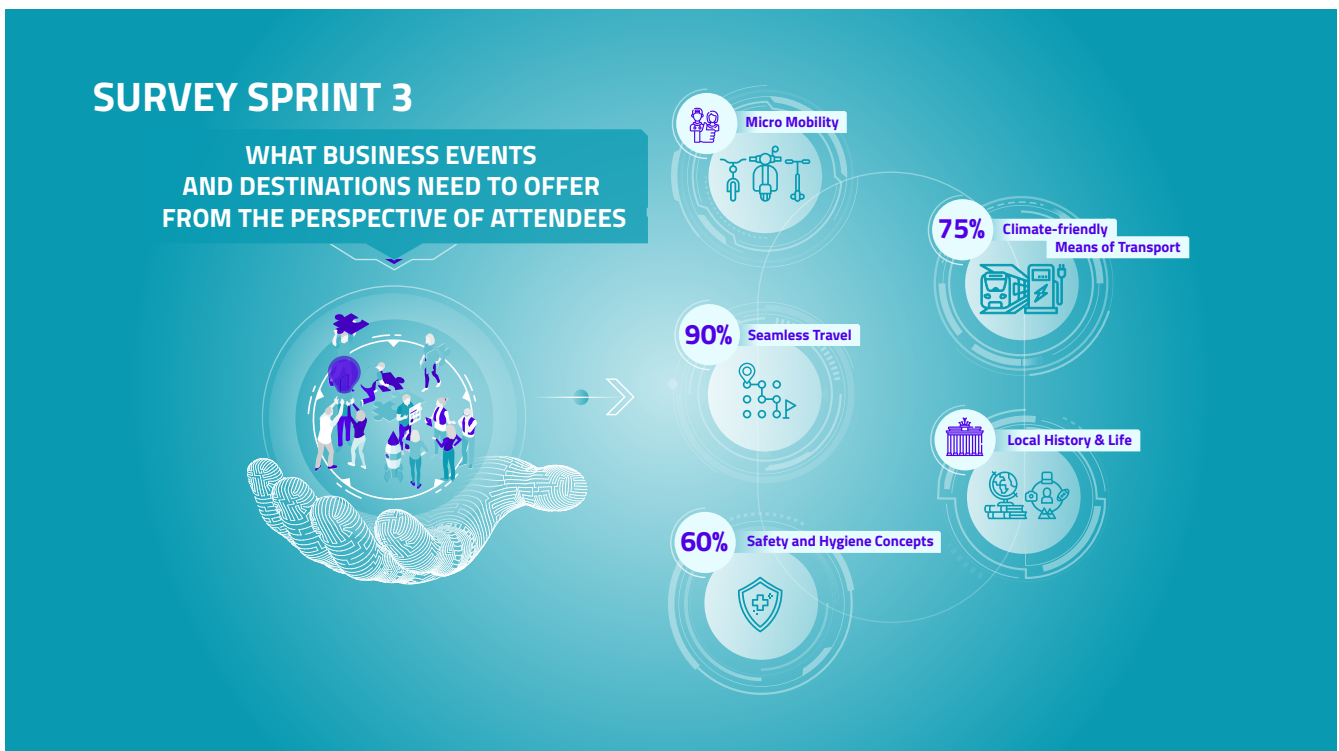 SURVEY SPRINT 3
WHAT BUSINESS EVENTS
AND DESTINATIONS NEED TO OFFER
FROM THE PERSPECTIVE OF ATTENDEES
Micro Mobility
75% Climate-friendly
Means of Transport
90% Seamless Travel
Local History & Life
60% Safety and Hygiene Concepts